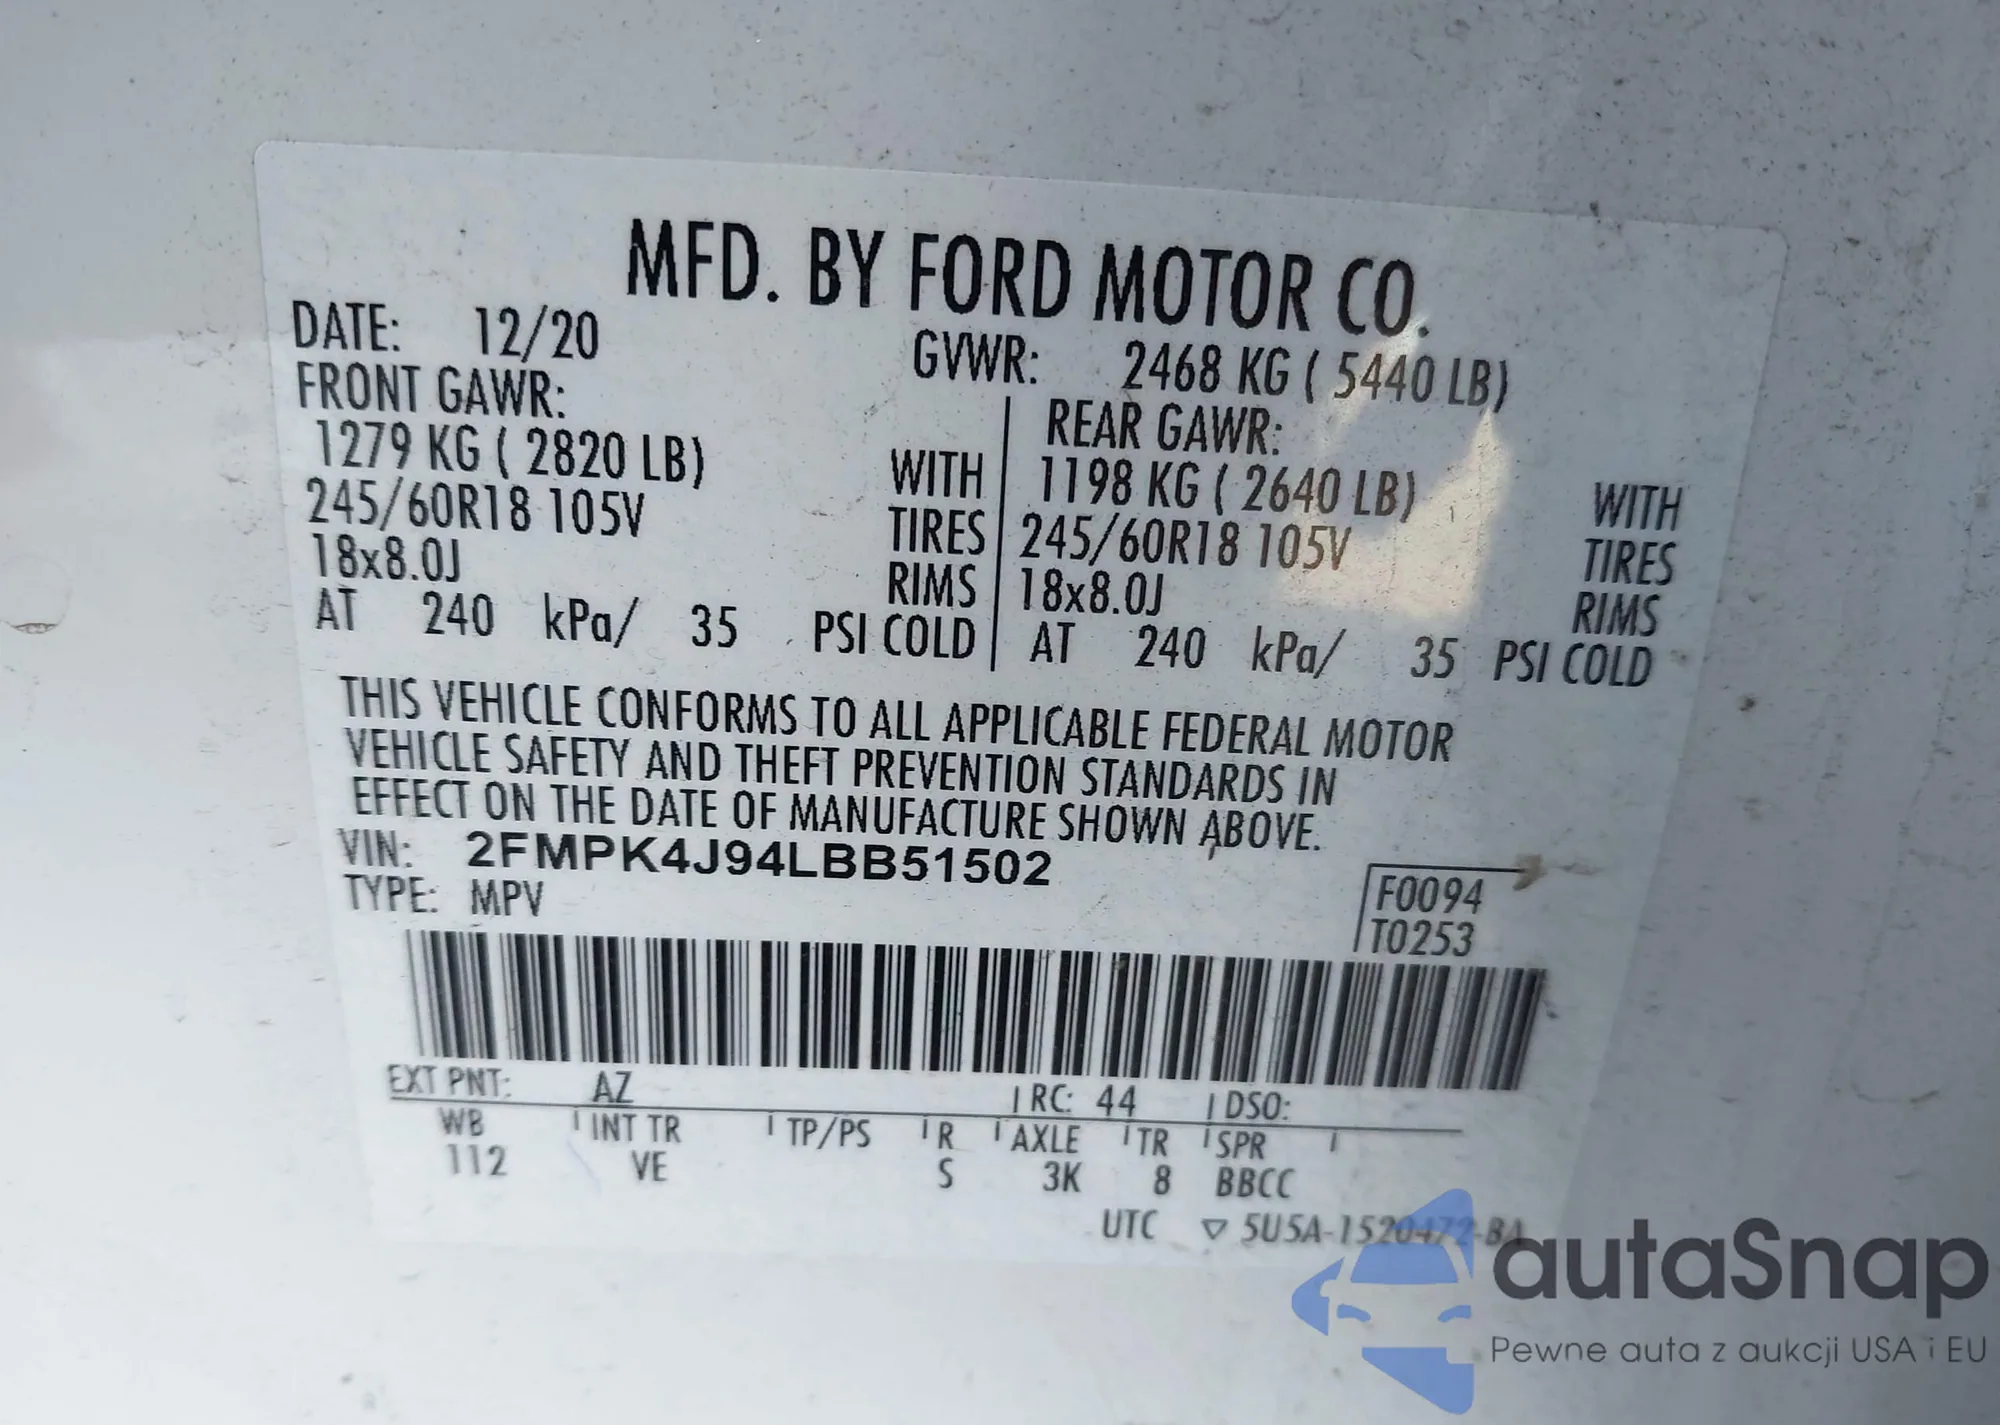 MFD. BY FORD MOTOR CO.
DATE: 12/20 GVWR: 2468 KG ( 5440 LB)
FRONT GAWR: REAR GAWR:
1279 KG ( 2820 LB) WITH 1198 KG ( 2640 LB) WITH
245/60R18 105V TIRES 245/60R18 105V TIRES
18x8.0J RIMS 18x8.0J RIMS
AT 240 kPa/ 35 PSI COLD AT 240 kPa/ 35 PSI COLD
THIS VEHICLE CONFORMS TO ALL APPLICABLE FEDERAL MOTOR
VEHICLE SAFETY AND THEFT PREVENTION STANDARDS IN
EFFECT ON THE DATE OF MANUFACTURE SHOWN ABOVE.
VIN: 2FMPK4J94LBB51502
TYPE: MPV
F0094
T0253
EXT PNT: AZ RC: 44 DSO:
WB INT TR TP/PS R AXLE TR SPR
112 VE S 3K 8 BBCC
UTC ▽ 5U5A-1520472-BA
autaSnap
Pewne auta z aukcji USA i EU